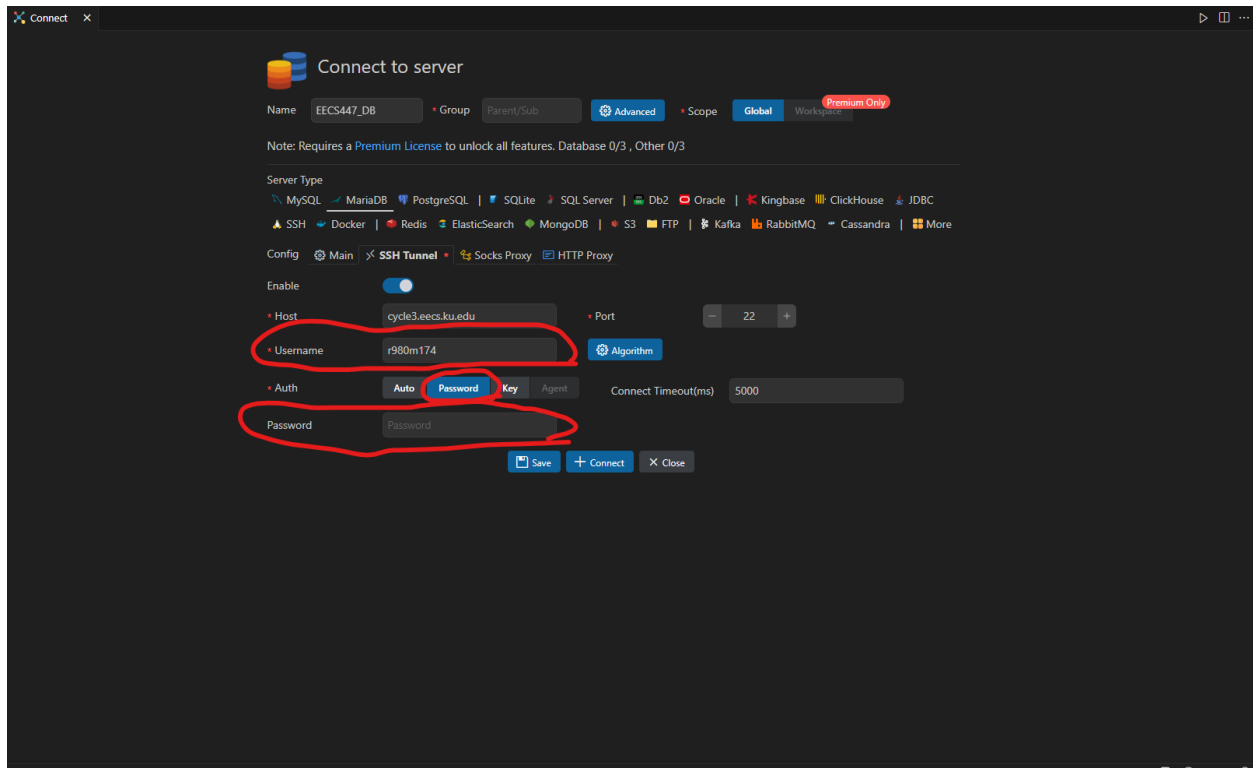 Connect
Connect to server
Name EECS447_DB * Group Parent/Sub Advanced * Scope Global Workspace Premium Only
Note: Requires a Premium License to unlock all features. Database 0/3 , Other 0/3
Server Type
MySQL MariaDB PostgreSQL | SQLite SQL Server | Db2 Oracle | Kingbase ClickHouse JDBC
SSH Docker | Redis ElasticSearch MongoDB | S3 FTP | Kafka RabbitMQ Cassandra | More
Config Main SSH Tunnel * Socks Proxy HTTP Proxy
Enable
* Host cycle3.eecs.ku.edu * Port 22
* Username r980m174 Algorithm
* Auth Auto Password Key Agent Connect Timeout(ms) 5000
Password Password
Save Connect Close